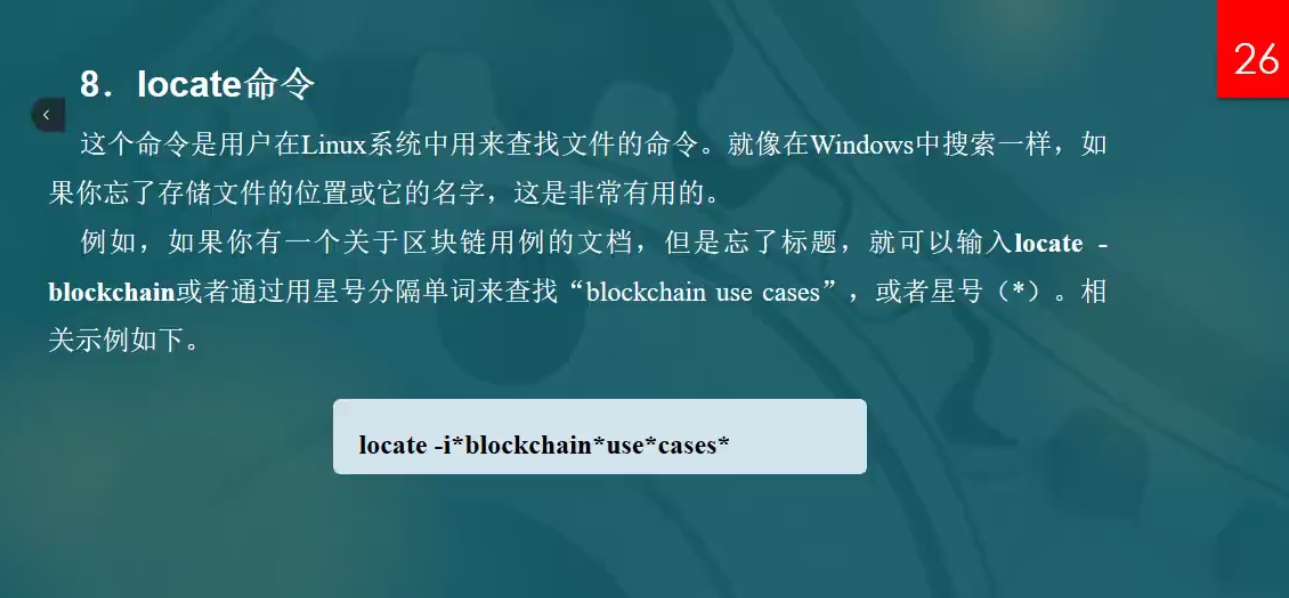 26
8．locate命令
这个命令是用户在Linux系统中用来查找文件的命令。就像在Windows中搜索一样，如
果你忘了存储文件的位置或它的名字，这是非常有用的。
例如，如果你有一个关于区块链用例的文档，但是忘了标题，就可以输入locate -
blockchain或者通过用星号分隔单词来查找“blockchain use cases”，或者星号（*）。相
关示例如下。
locate -i*blockchain*use*cases*